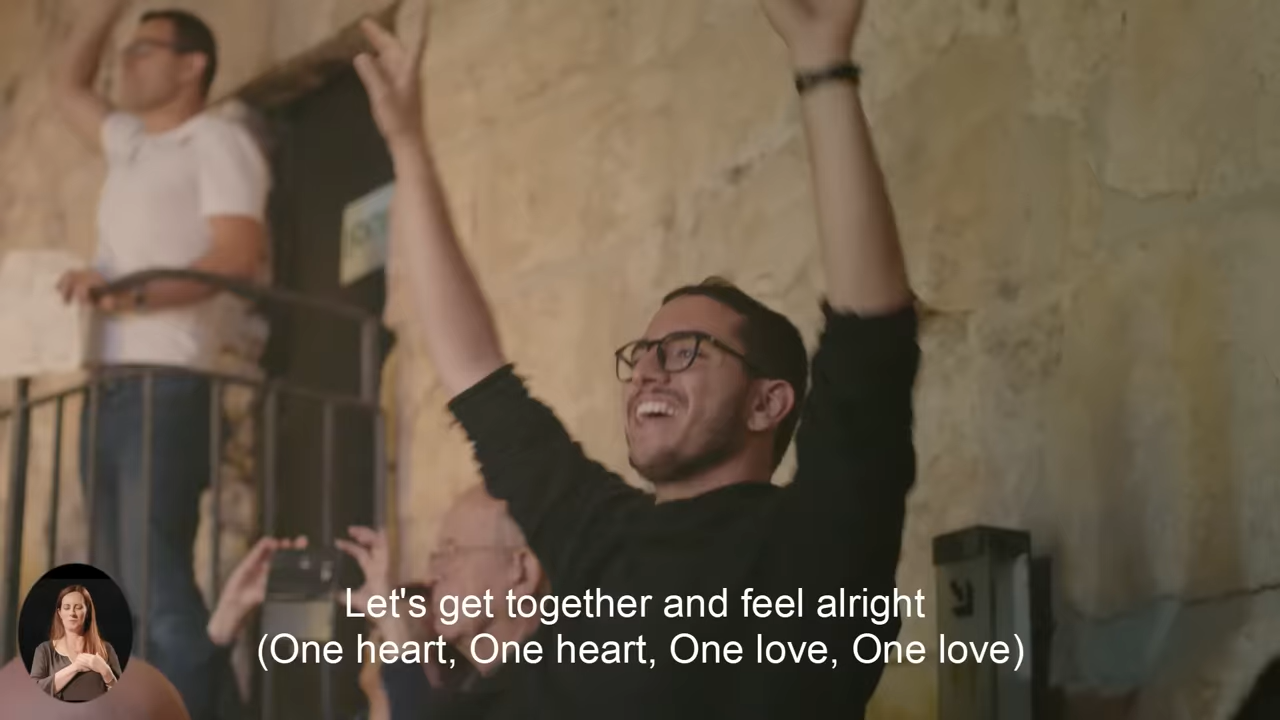 Let's get together and feel alright
(One heart, One heart, One love, One love)